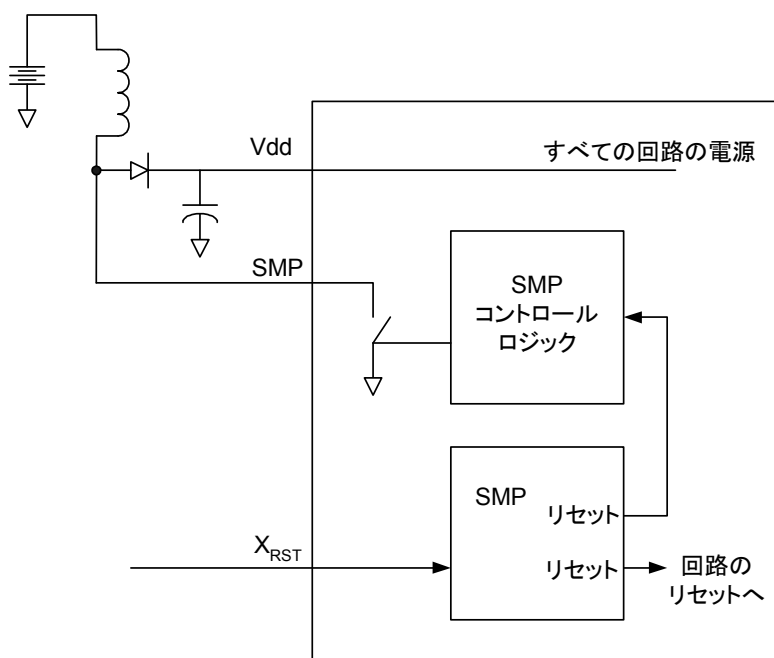 Vdd
すべての回路の電源
SMP
SMP
コントロール
ロジック
SMP
リセット
XRST
リセット
回路の
リセットへ